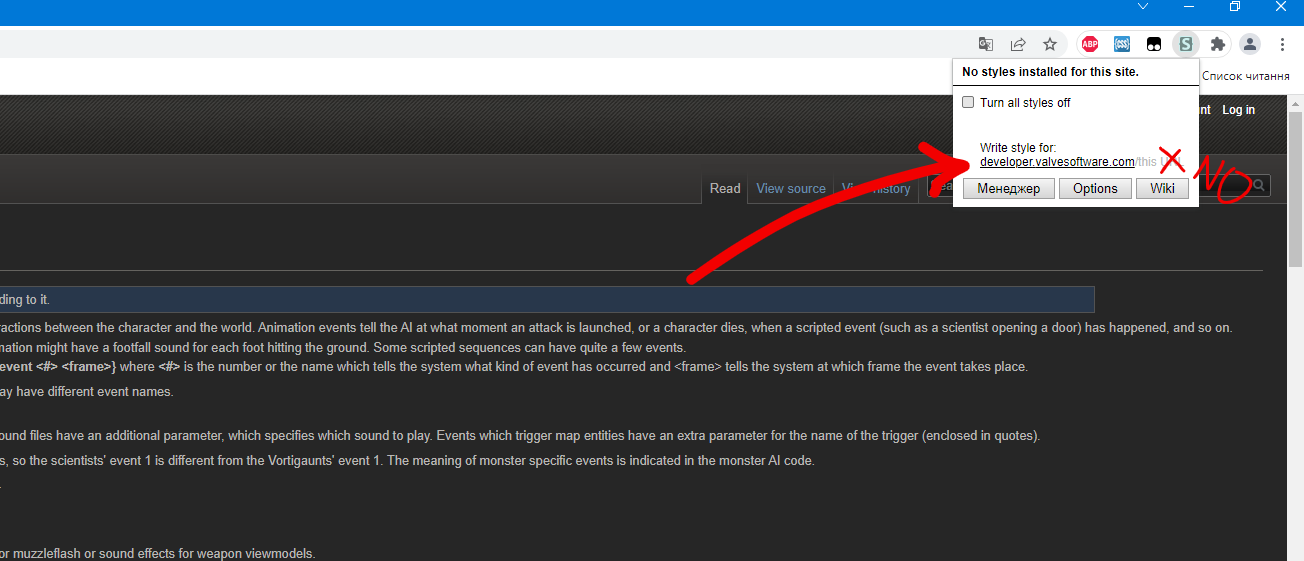 ABP
{CSS}
S
No styles installed for this site.
Список читання
Turn all styles off
nt Log in
Write style for:
developer.valvesoftware.com/this URL
NO
Read View source View history Sea
Менеджер Options Wiki
ding to it.
ractions between the character and the world. Animation events tell the AI at what moment an attack is launched, or a character dies, when a scripted event (such as a scientist opening a door) has happened, and so on.
mation might have a footfall sound for each foot hitting the ground. Some scripted sequences can have quite a few events.
event <#> <frame>} where <#> is the number or the name which tells the system what kind of event has occurred and <frame> tells the system at which frame the event takes place.
ay have different event names.
ound files have an additional parameter, which specifies which sound to play. Events which trigger map entities have an extra parameter for the name of the trigger (enclosed in quotes).
s, so the scientists' event 1 is different from the Vortigaunts' event 1. The meaning of monster specific events is indicated in the monster AI code.
.
or muzzleflash or sound effects for weapon viewmodels.